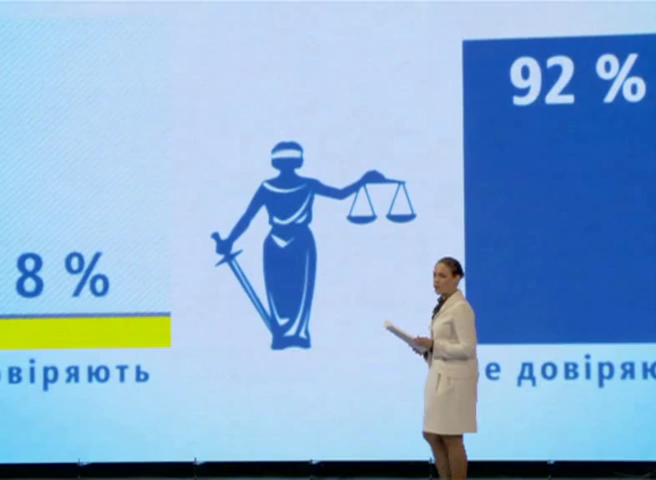 92 %
8 %
овіряють
е довіряю